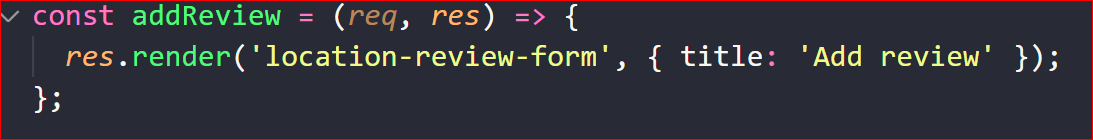 const addReview = (req, res) => {
  res.render('location-review-form', { title: 'Add review' });
};